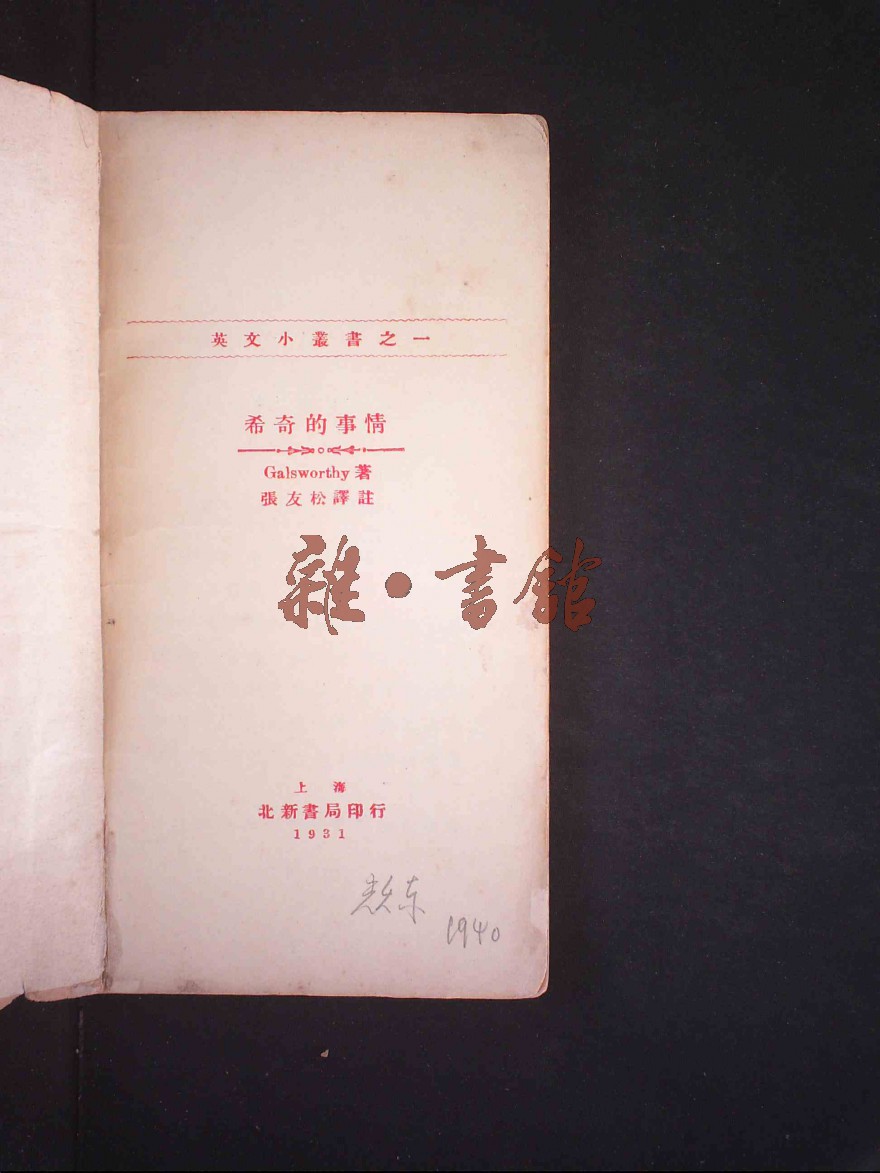 英文小叢書之一
希奇的事情
Galsworthy 著
張友松譯註
雜•書館
上海
北新書局印行
1931
1940